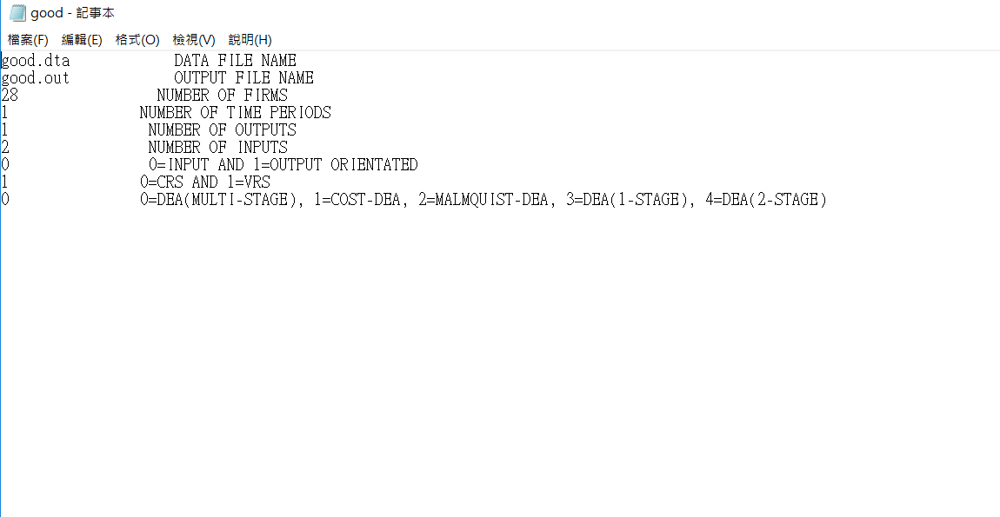 good - 記事本
檔案(F) 編輯(E) 格式(O) 檢視(V) 說明(H)
good.dta DATA FILE NAME
good.out OUTPUT FILE NAME
28 NUMBER OF FIRMS
1 NUMBER OF TIME PERIODS
1 NUMBER OF OUTPUTS
2 NUMBER OF INPUTS
0 0=INPUT AND 1=OUTPUT ORIENTATED
1 0=CRS AND 1=VRS
0 0=DEA(MULTI-STAGE), 1=COST-DEA, 2=MALMQUIST-DEA, 3=DEA(1-STAGE), 4=DEA(2-STAGE)